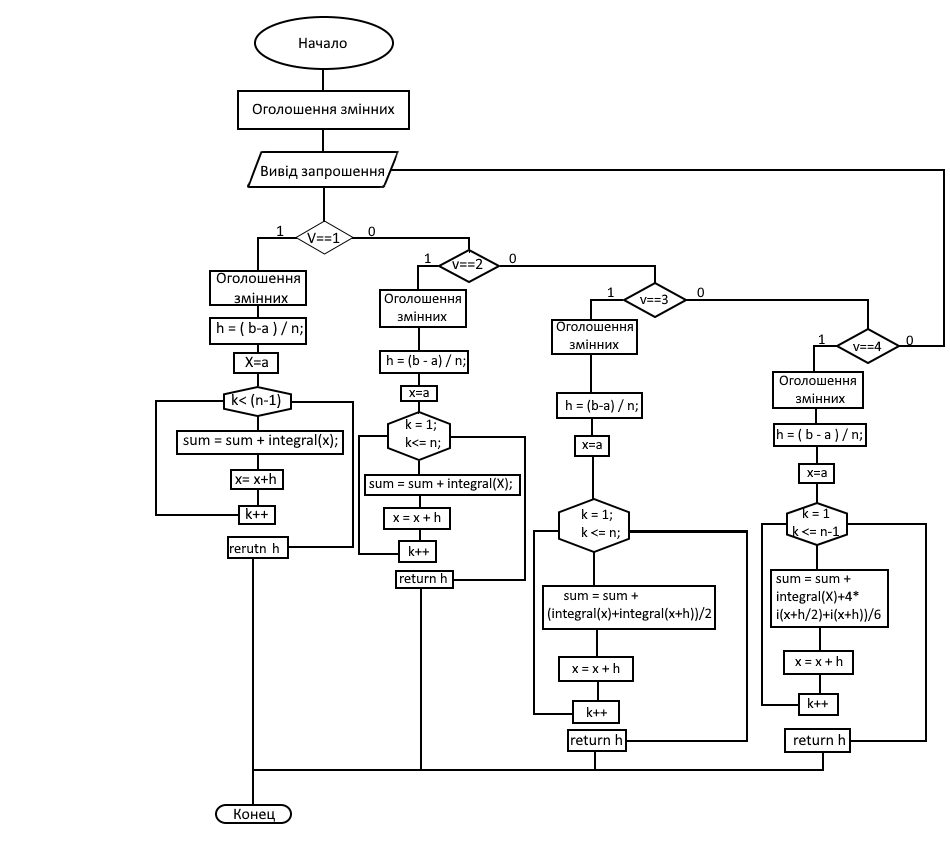 Начало
Оголошення змінних
Вивід запрошення
1
V==1
0
Оголошення
змінних
h = ( b-a ) / n;
X=a
k< (n-1)
sum = sum + integral(x);
x= x+h
k++
rerutn h
1
v==2
0
Оголошення
змінних
h = (b - a) / n;
x=a
k = 1;
k<= n;
sum = sum + integral(X);
x = x + h
k++
return h
1
v==3
0
Оголошення
змінних
h = (b-a) / n;
x=a
k = 1;
k <= n;
sum = sum +
(integral(x)+integral(x+h))/2
x = x + h
k++
return h
1
v==4
0
Оголошення
змінних
h = ( b - a ) / n;
x=a
k = 1
k <= n-1
sum = sum +
integral(X)+4*
i(x+h/2)+i(x+h))/6
x = x + h
k++
return h
Конец